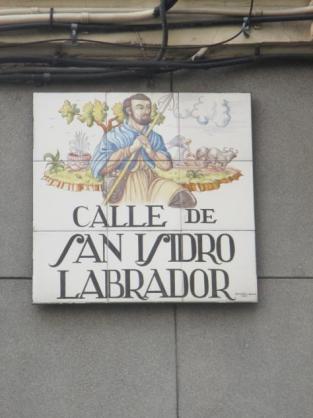 CALLE DE
SAN ISIDRO
LABRADOR